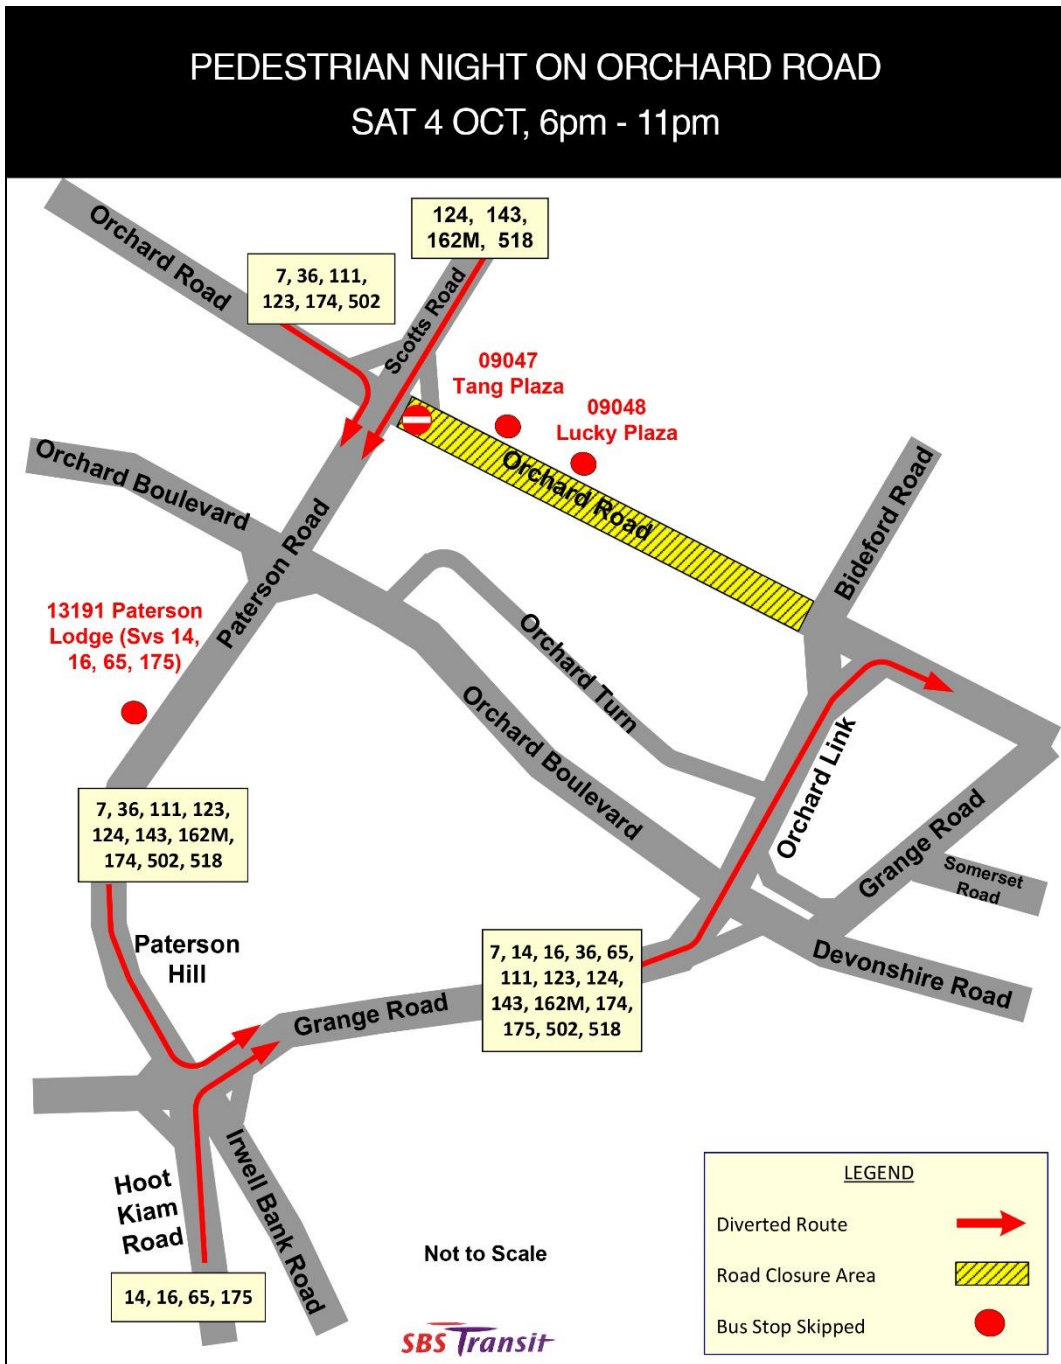 PEDESTRIAN NIGHT ON ORCHARD ROAD
SAT 4 OCT, 6pm - 11pm
Orchard Road
124, 143,
162M, 518
7, 36, 111,
123, 174, 502
Scotts Road
09047
Tang Plaza
09048
Lucky Plaza
Orchard Road
Orchard Boulevard
Bideford Road
Paterson Road
13191 Paterson
Lodge (Svs 14,
16, 65, 175)
Orchard Turn
Orchard Boulevard
Orchard Link
7, 36, 111, 123,
124, 143, 162M,
174, 502, 518
Grange Road
Somerset
Road
Paterson
Hill
7, 14, 16, 36, 65,
111, 123, 124,
143, 162M, 174,
175, 502, 518
Devonshire Road
Grange Road
Hoot
Kiam
Road
Irwell Bank Road
14, 16, 65, 175
Not to Scale
SBS Transit
LEGEND
Diverted Route
Road Closure Area
Bus Stop Skipped